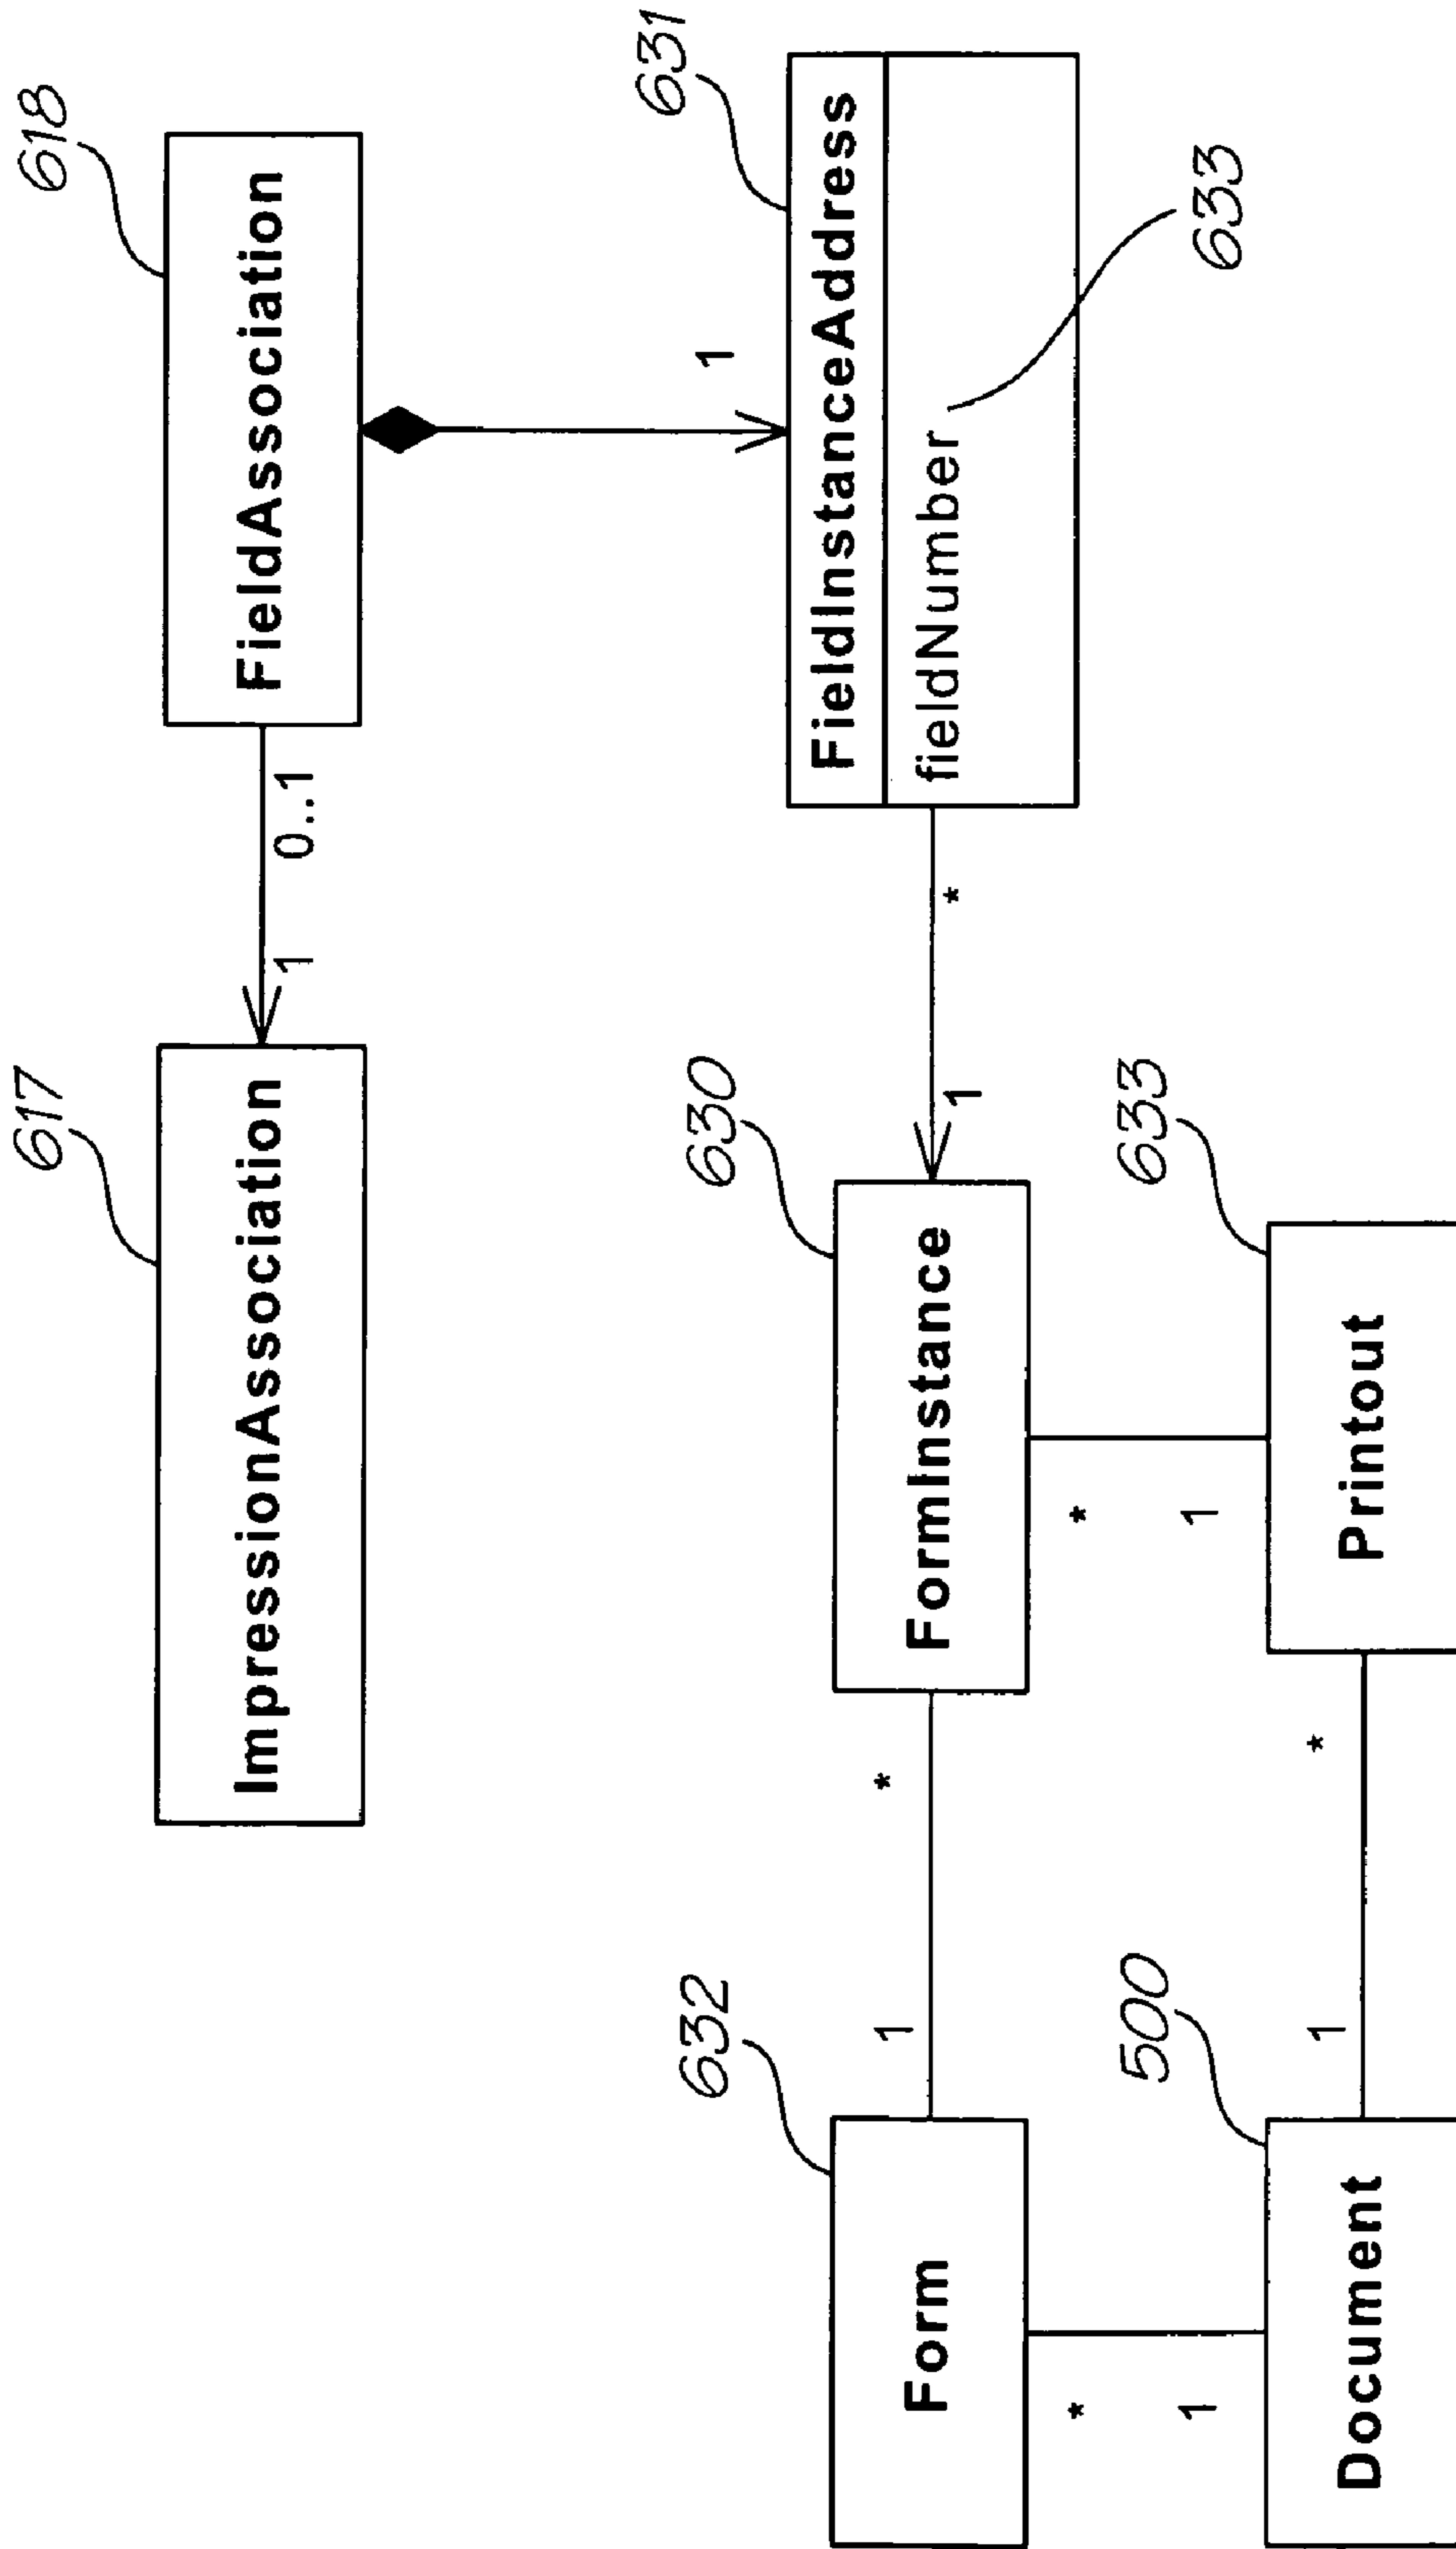 617
618
ImpressionAssociation
1
0..1
FieldAssociation
631
632
630
1
FieldInstanceAddress
1
*
Form
FormInstance
1
*
fieldNumber
*
*
500
633
633
1
1
1
*
Document
Printout